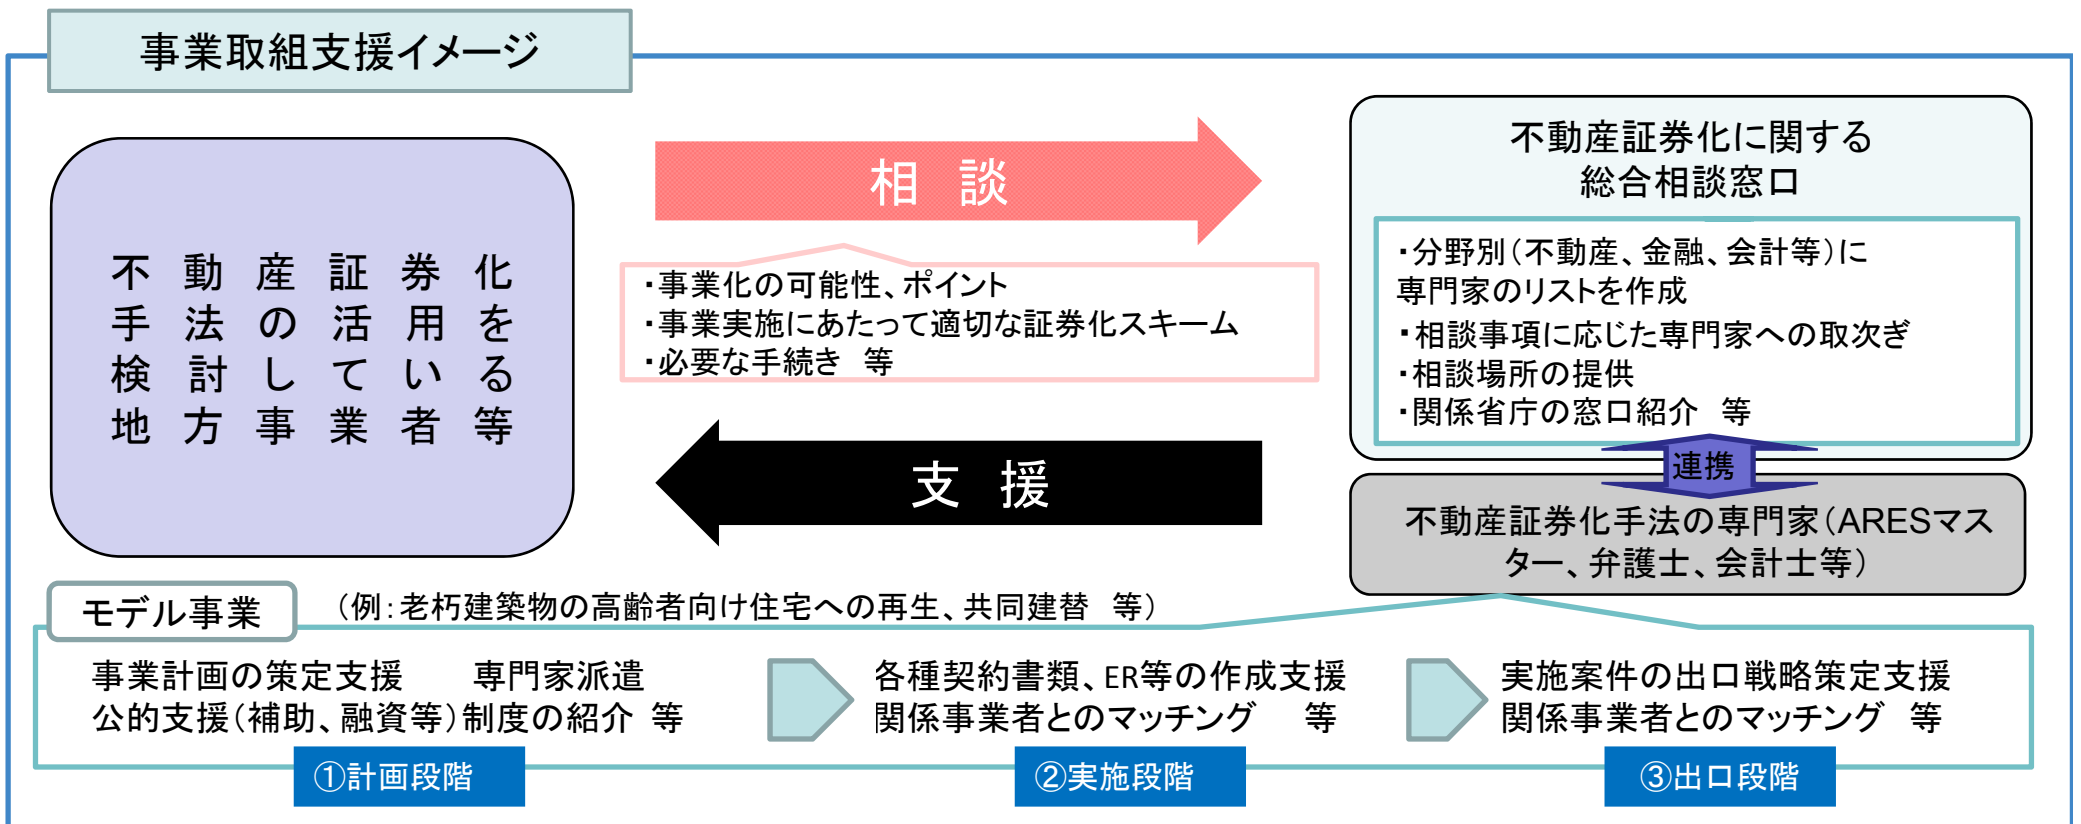 事業取組支援イメージ
不動産証券化
手法の活用を
検討している
地方事業者等
相 談
・事業化の可能性、ポイント
・事業実施にあたって適切な証券化スキーム
・必要な手続き 等
支 援
不動産証券化に関する
総合相談窓口
・分野別(不動産、金融、会計等)に
専門家のリストを作成
・相談事項に応じた専門家への取次ぎ
・相談場所の提供
・関係省庁の窓口紹介 等
連携
不動産証券化手法の専門家(ARESマス
ター、弁護士、会計士等)
モデル事業
(例:老朽建築物の高齢者向け住宅への再生、共同建替 等)
事業計画の策定支援 専門家派遣
公的支援(補助、融資等)制度の紹介 等
①計画段階
各種契約書類、ER等の作成支援
関係事業者とのマッチング 等
②実施段階
実施案件の出口戦略策定支援
関係事業者とのマッチング 等
③出口段階